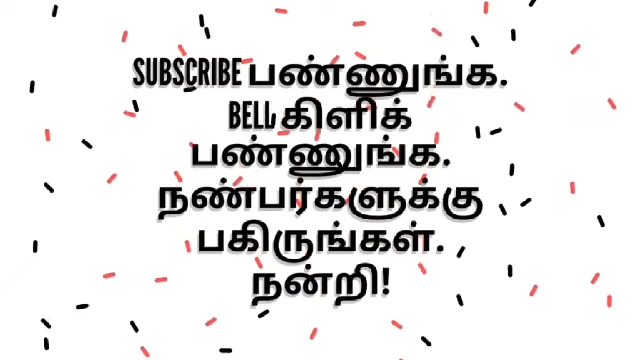 SUBSCRIBE பண்ணுங்க.
BELL கிளிக்
பண்ணுங்க.
நண்பர்களுக்கு
பகிருங்கள்.
நன்றி!